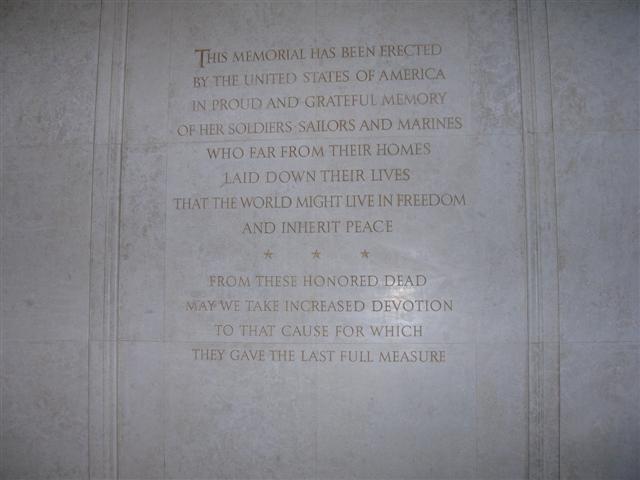 THIS MEMORIAL HAS BEEN ERECTED
BY THE UNITED STATES OF AMERICA
IN PROUD AND GRATEFUL MEMORY
OF HER SOLDIERS SAILORS AND MARINES
WHO FAR FROM THEIR HOMES
LAID DOWN THEIR LIVES
THAT THE WORLD MIGHT LIVE IN FREEDOM
AND INHERIT PEACE
★ ★ ★
FROM THESE HONORED DEAD
MAY WE TAKE INCREASED DEVOTION
TO THAT CAUSE FOR WHICH
THEY GAVE THE LAST FULL MEASURE